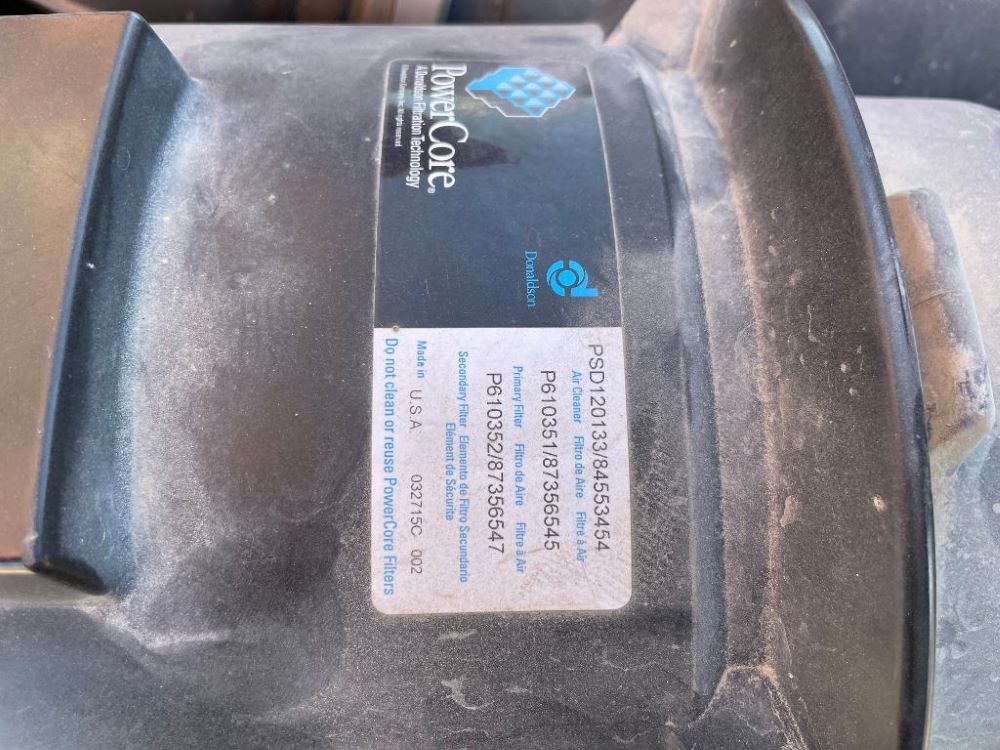 PowerCore®
A Donaldson Filtration Technology
Donaldson
PSD120133/84553454
Air Cleaner Filtro de Aire Filtre à Air
P610351/87356545
Primary Filter Filtro de Aire Filtre à Air
P610352/87356547
Secondary Filter Elemento de Filtro Secundario
Elément de Sécurité
Made in U S A 032715C 002
Do not clean or reuse PowerCore Filters